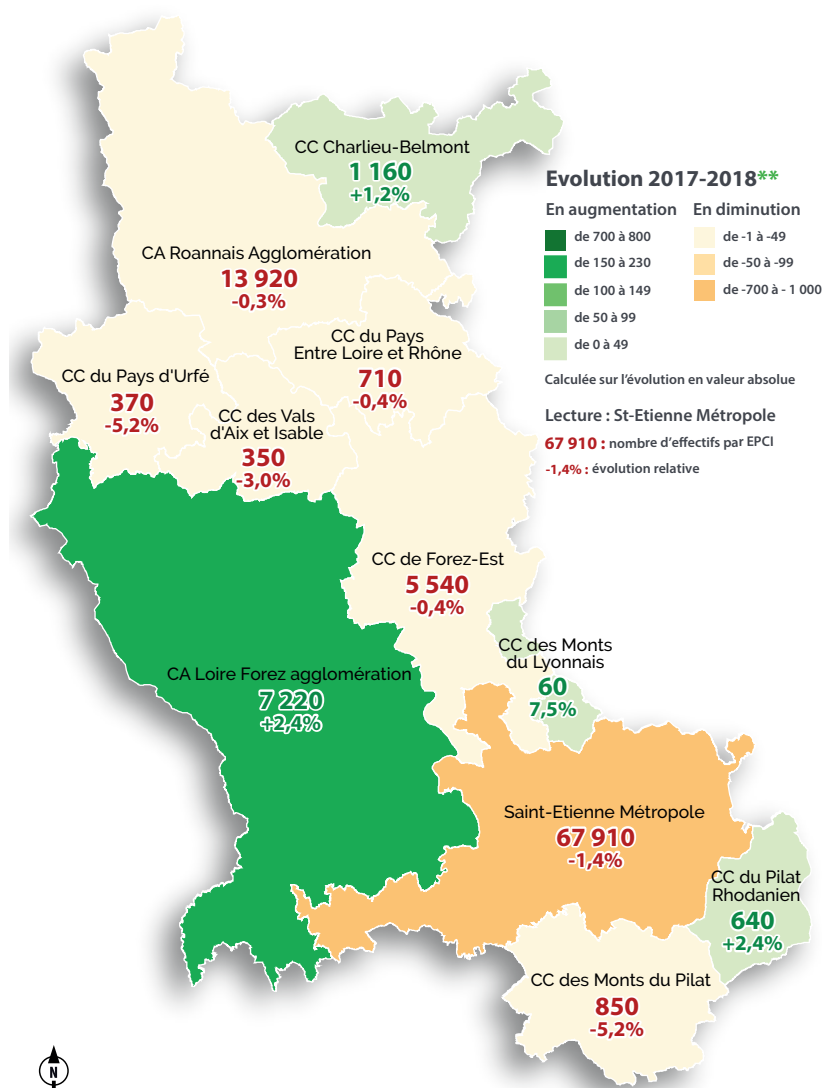 CC Charlieu-Belmont
1 160
+1,2%
Evolution 2017-2018**
En augmentation
de 700 à 800
de 150 à 230
de 100 à 149
de 50 à 99
de 0 à 49
En diminution
de -1 à -49
de -50 à -99
de -700 à - 1 000
Calculée sur l'évolution en valeur absolue
Lecture : St-Etienne Métropole
67 910 : nombre d'effectifs par EPCI
-1,4% : évolution relative
CA Roannais Agglomération
13 920
-0,3%
CC du Pays
Entre Loire et Rhône
710
-0,4%
CC du Pays d'Urfé
370
-5,2%
CC des Vals
d'Aix et Isable
350
-3,0%
CC de Forez-Est
5 540
-0,4%
CC des Monts
du Lyonnais
60
7,5%
CA Loire Forez agglomération
7 220
+2,4%
Saint-Etienne Métropole
67 910
-1,4%
CC du Pilat
Rhodanien
640
+2,4%
CC des Monts du Pilat
850
-5,2%
N